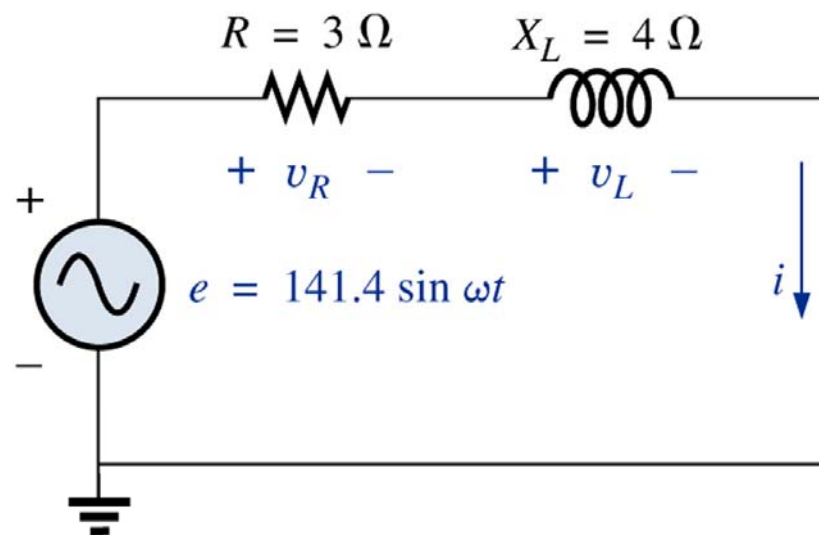 R = 3 Ω
X_L = 4 Ω
+ v_R −
+ v_L −
+
e = 141.4 sin ωt
i
−